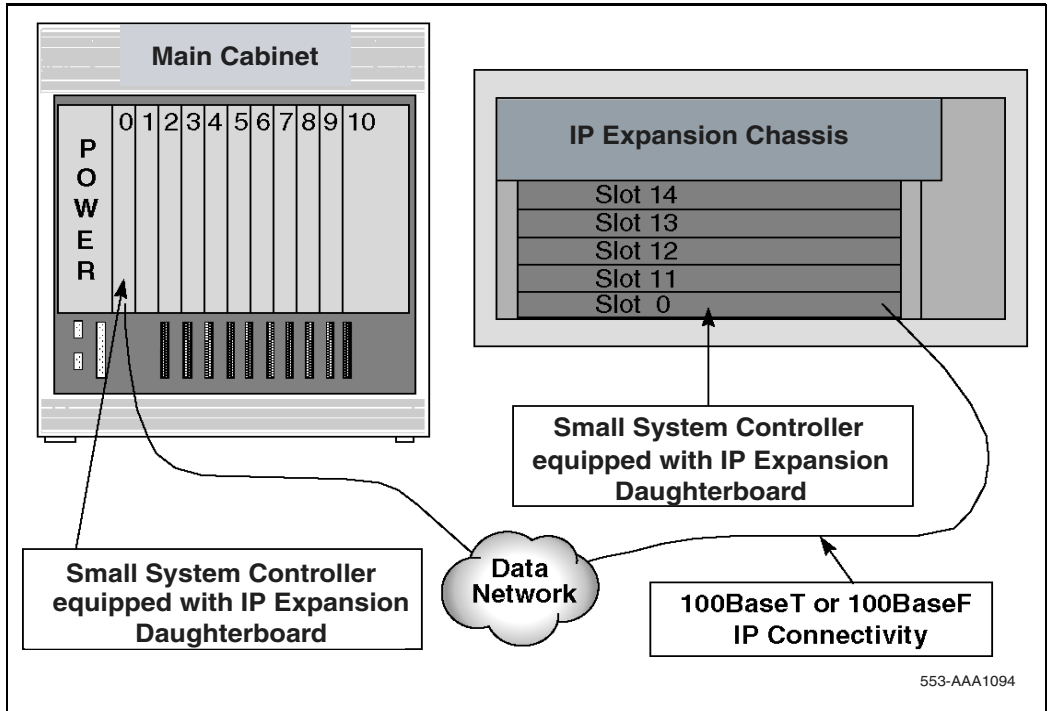 Main Cabinet
POWER
0 1 2 3 4 5 6 7 8 9 10
IP Expansion Chassis
Slot 14
Slot 13
Slot 12
Slot 11
Slot 0
Small System Controller
equipped with IP Expansion
Daughterboard
Small System Controller
equipped with IP Expansion
Daughterboard
Data
Network
100BaseT or 100BaseF
IP Connectivity
553-AAA1094